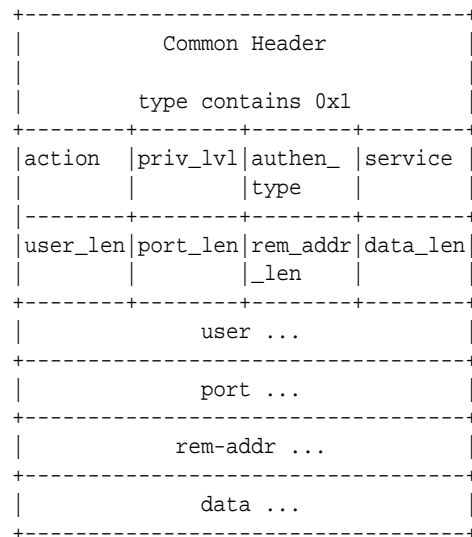 +-----------------------------------+
|           Common Header           |
|                                   |
|         type contains 0x1         |
+--------+--------+--------+--------+
|action  |priv_lvl|authen_ |service |
|        |        |type    |        |
|--------+--------+--------+--------+
|user_len|port_len|rem_addr|data_len|
|        |        |_len    |        |
+--------+--------+--------+--------+
|             user ...              |
+-----------------------------------+
|             port ...              |
+-----------------------------------+
|           rem-addr ...            |
+-----------------------------------+
|             data ...              |
+-----------------------------------+